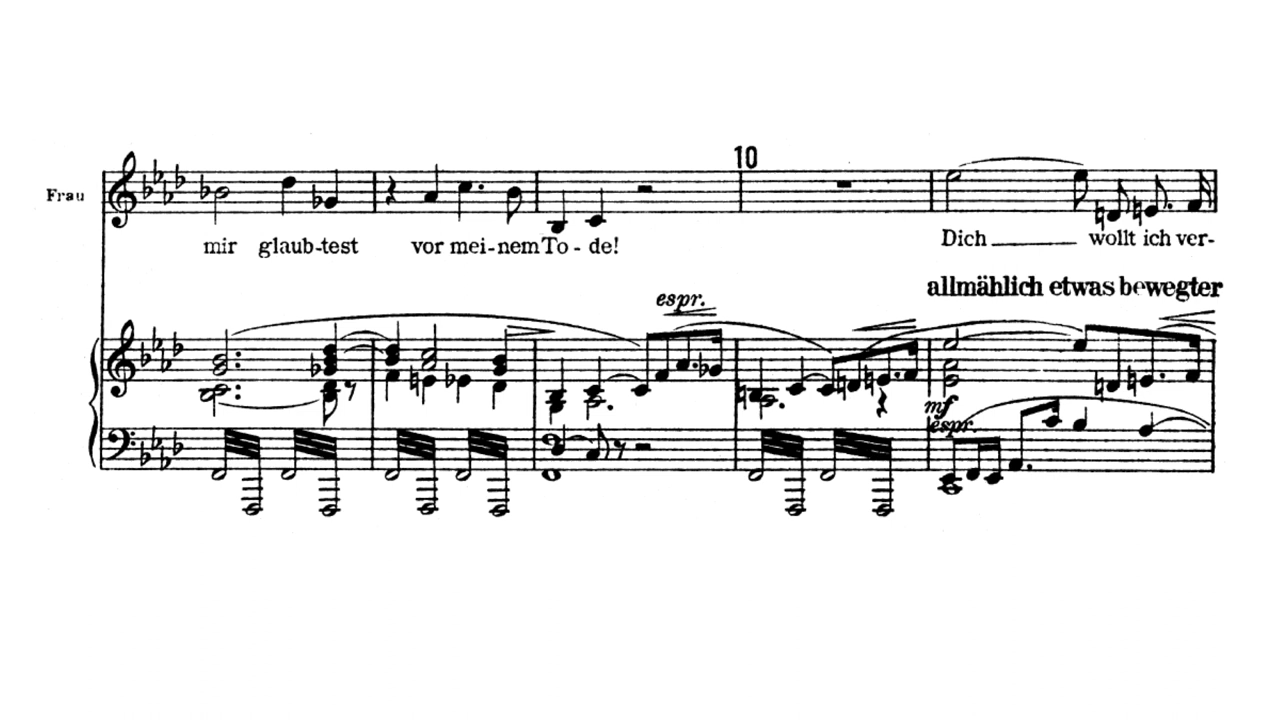 10
Frau
mir glaub-test vor mei-nem To-de! Dich wollt ich ver-
allmählich etwas bewegter
espr.
mf
espr.